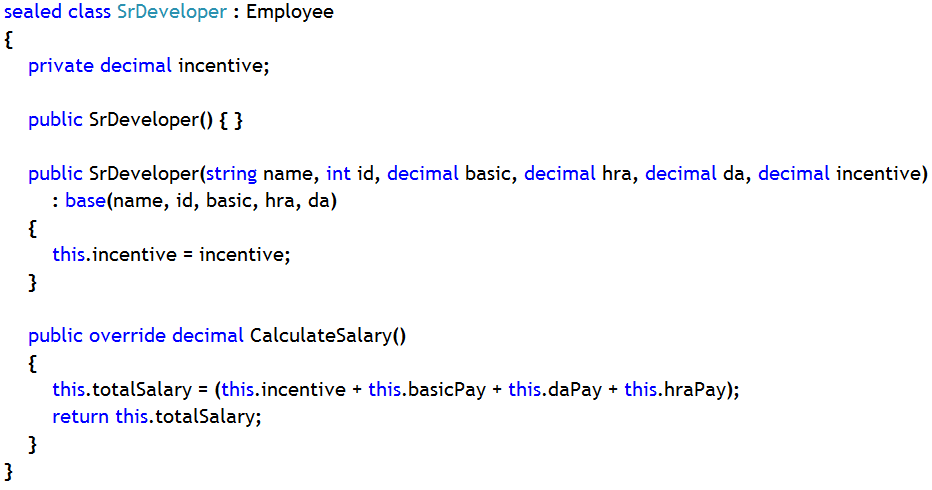 sealed class SrDeveloper : Employee
{
private decimal incentive;
public SrDeveloper() { }
public SrDeveloper(string name, int id, decimal basic, decimal hra, decimal da, decimal incentive)
: base(name, id, basic, hra, da)
{
this.incentive = incentive;
}
public override decimal CalculateSalary()
{
this.totalSalary = (this.incentive + this.basicPay + this.daPay + this.hraPay);
return this.totalSalary;
}
}